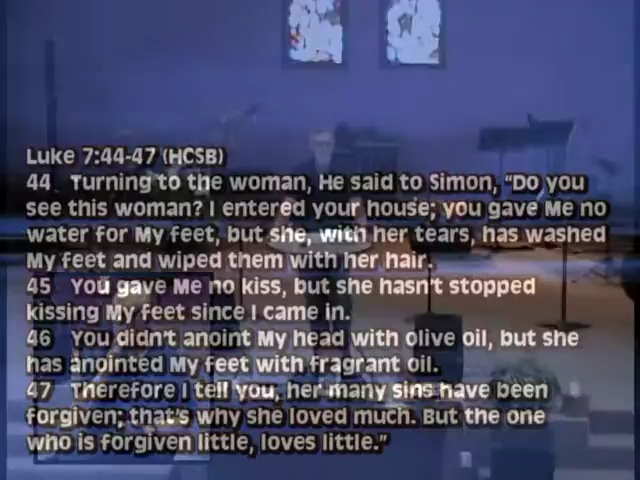 Luke 7:44-47 (HCSB)
44 Turning to the woman, He said to Simon, "Do you
see this woman? I entered your house; you gave Me no
water for My feet, but she, with her tears, has washed
My feet and wiped them with her hair.
45 You gave Me no kiss, but she hasn't stopped
kissing My feet since I came in.
46 You didn't anoint My head with olive oil, but she
has anointed My feet with fragrant oil.
47 Therefore I tell you, her many sins have been
forgiven; that's why she loved much. But the one
who is forgiven little, loves little."